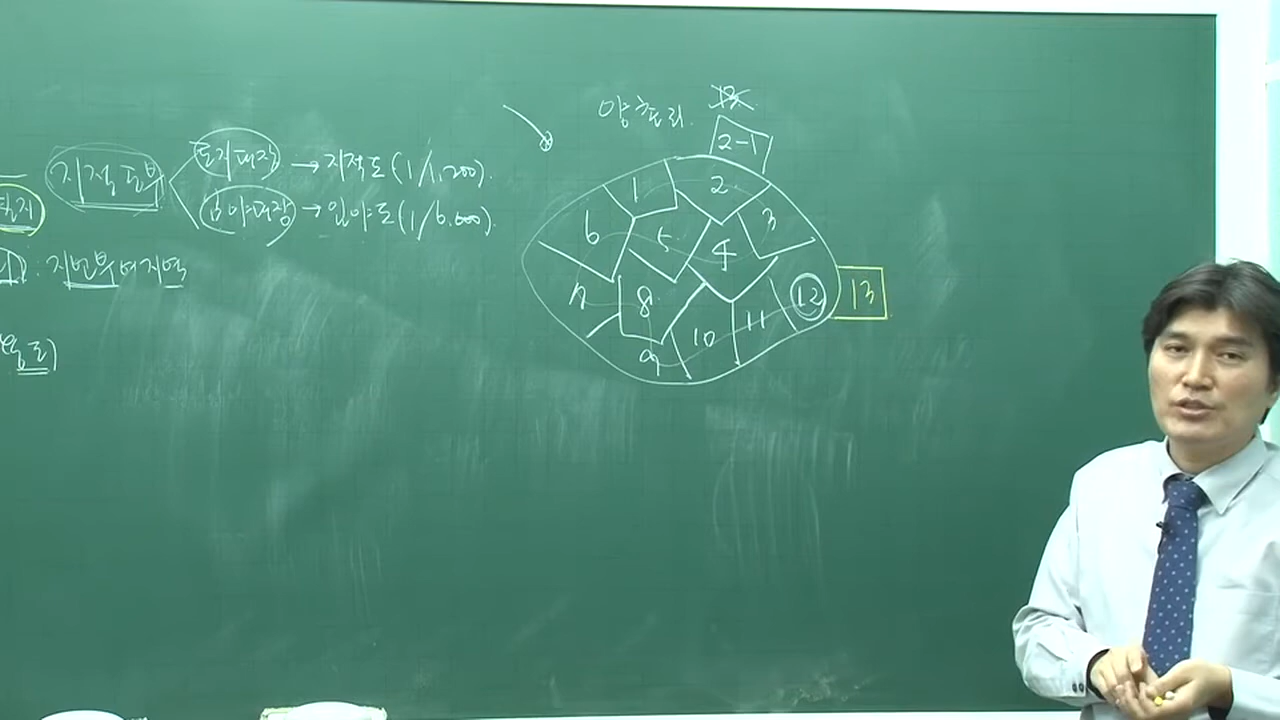 지적공부
토지대장 → 지적도 (1/1,200).
임야대장 → 임야도 (1/6,000).
지번부여지역
도)
양촌리.
2-1
1 2
6 5 4 3
7 8 12 13
9 10 11